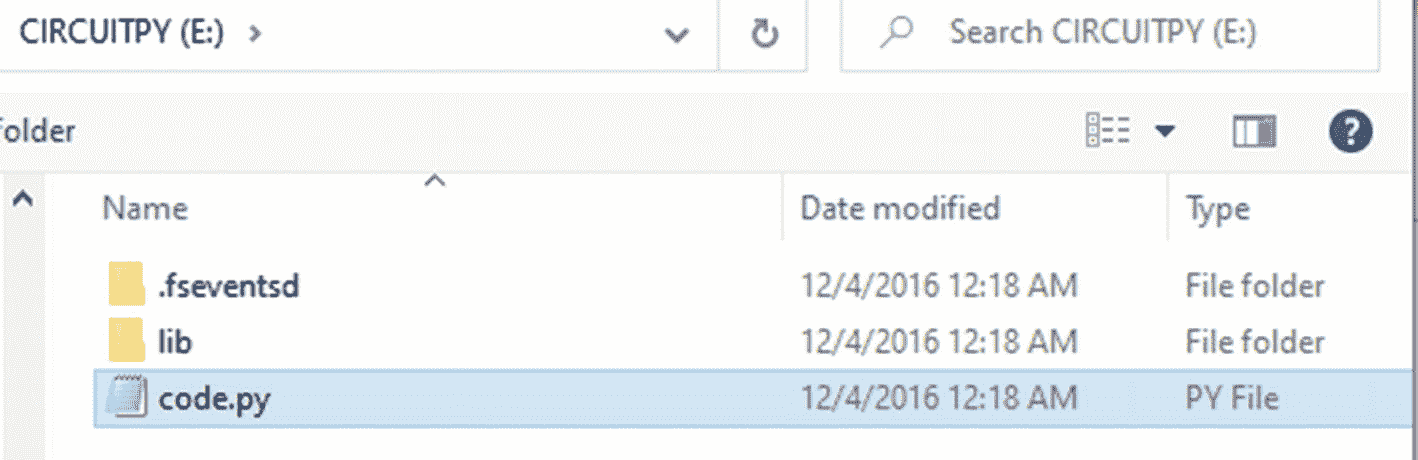 CIRCUITPY (E:) Search CIRCUITPY (E:)
folder ?
Name Date modified Type
.fseventsd 12/4/2016 12:18 AM File folder
lib 12/4/2016 12:18 AM File folder
code.py 12/4/2016 12:18 AM PY File